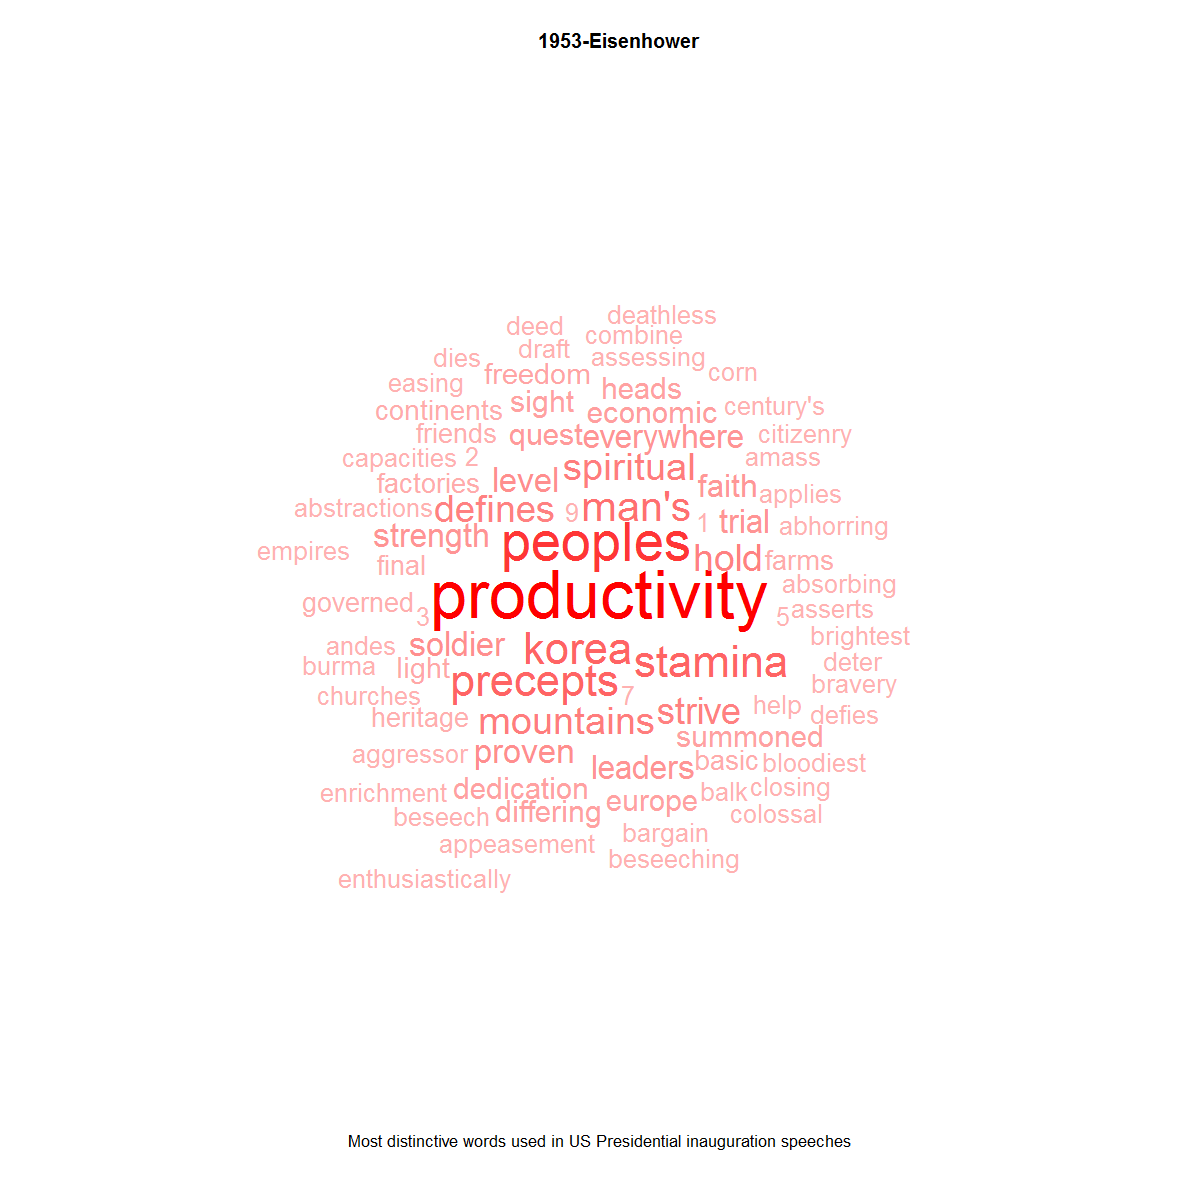 1953-Eisenhower
deathless
deed
combine
draft
dies
assessing
freedom
corn
easing
heads
sight
century's
continents
economic
friends
quest
everywhere
citizenry
capacities
2
spiritual
amass
level
factories
faith
applies
abstractions
defines
9
man's
1
trial
abhorring
strength
peoples
empires
hold
farms
final
absorbing
productivity
governed
3
5
asserts
brightest
andes
soldier
korea
stamina
deter
burma
light
precepts
bravery
churches
7
help
strive
defies
heritage
mountains
summoned
aggressor
proven
leaders
basic
bloodiest
enrichment
dedication
europe
balk
closing
beseech
differing
colossal
bargain
appeasement
beseeching
enthusiastically
Most distinctive words used in US Presidential inauguration speeches